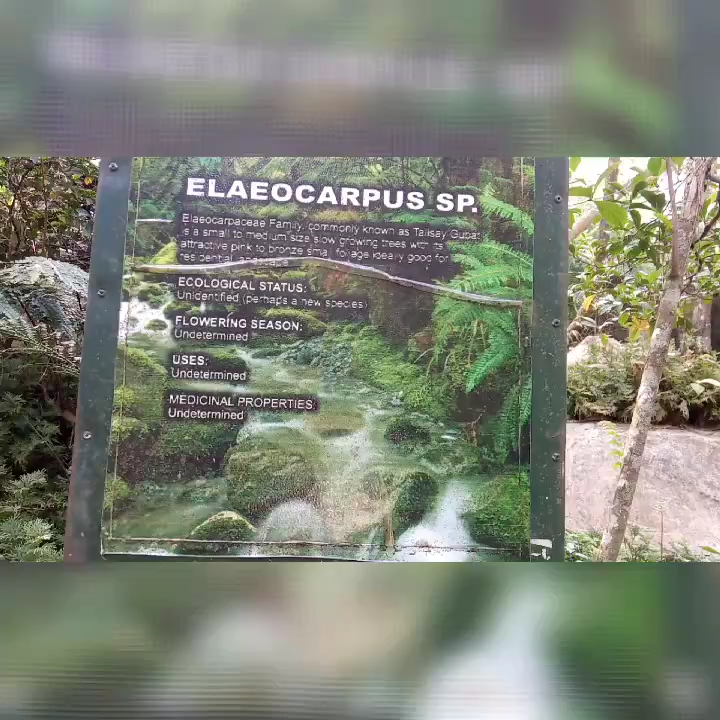 ELAEOCARPUS SP.
Elaeocarpaceae Family, commonly known as Talisay Gubat
is a small to medium size slow growing trees with its
attractive pink to bronze small foliage ideally good for
residential
ECOLOGICAL STATUS:
Unidentified (perhaps a new species)
FLOWERING SEASON:
Undetermined
USES:
Undetermined
MEDICINAL PROPERTIES:
Undetermined